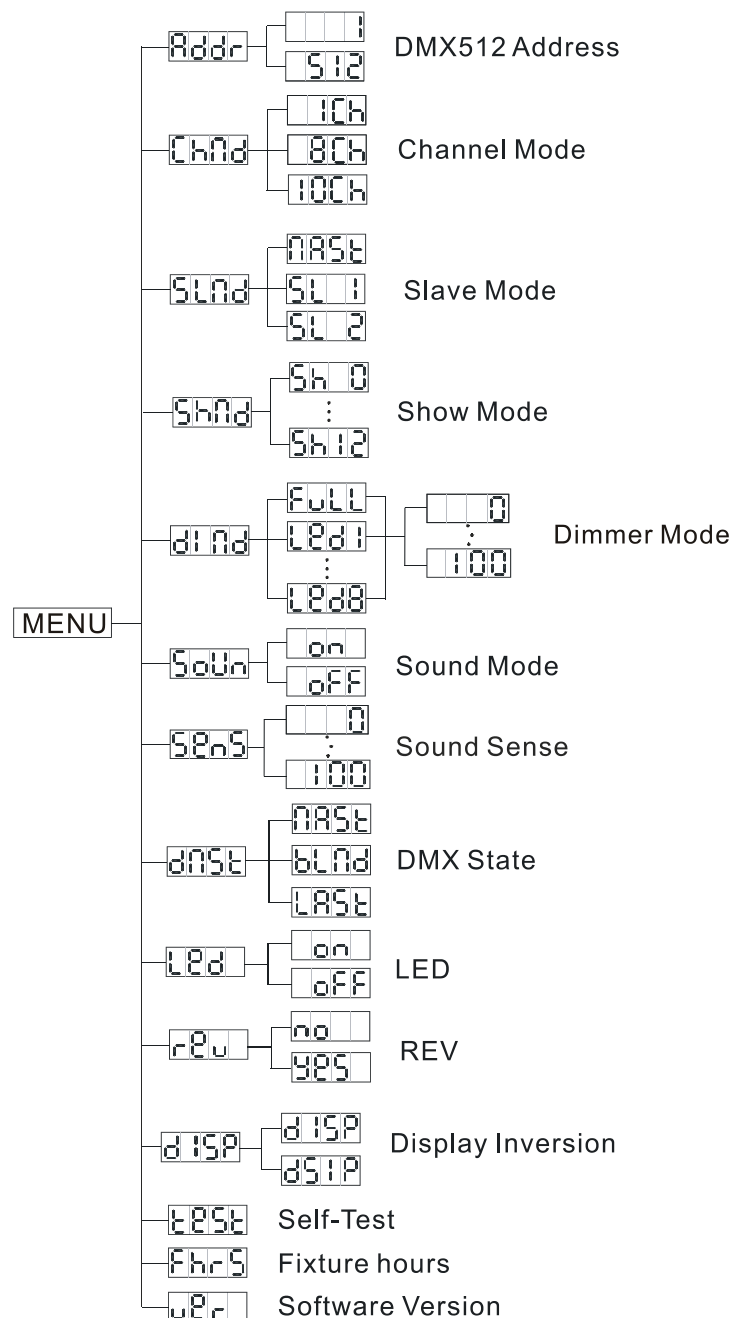 MENU
Addr
1
512
DMX512 Address
ChMd
1Ch
8Ch
10Ch
Channel Mode
SLMd
MASt
SL 1
SL 2
Slave Mode
ShMd
Sh 0
Sh12
Show Mode
diMd
FuLL
Led1
Led8
0
100
Dimmer Mode
SoUn
on
oFF
Sound Mode
SenS
0
100
Sound Sense
dMSt
MASt
bLMd
LASt
DMX State
Led
on
oFF
LED
rev
no
yes
REV
dISP
dISP
dSIP
Display Inversion
teSt
Self-Test
FhrS
Fixture hours
ver
Software Version